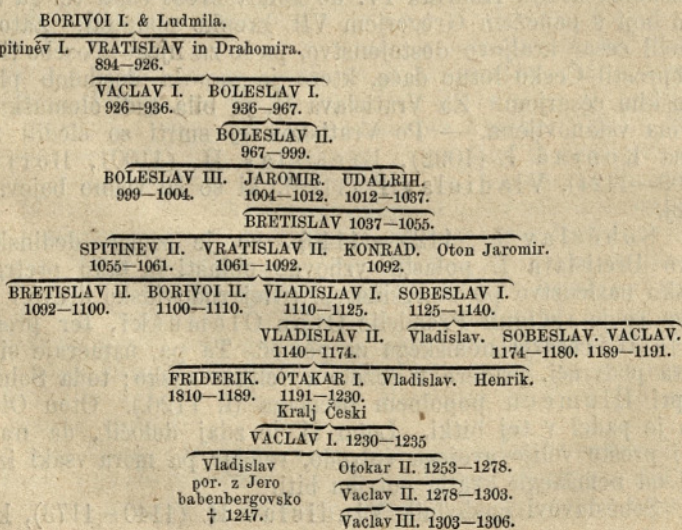 BORIVOI I. & Ludmila.
pitiněv I. VRATISLAV in Drahomira.
894—926.
VACLAV I. BOLESLAV I.
926—936. 936—967.
BOLESLAV II.
967—999.
BOLESLAV III. JAROMIR. UDALRIH.
999—1004. 1004—1012. 1012—1037.
BRETISLAV 1037—1055.
SPITINEV II. VRATISLAV II. KONRAD. Oton Jaromir.
1055—1061. 1061—1092. 1092.
BRETISLAV II. BORIVOI II. VLADISLAV I. SOBESLAV I.
1092—1100. 1100—1110. 1110—1125. 1125—1140.
VLADISLAV II. Vladislav. SOBESLAV. VACLAV.
1140—1174. 1174—1180. 1189—1191.
FRIDERIK. OTAKAR I. Vladislav. Henrik.
1810—1189. 1191—1230.
Kralj Česki
VACLAV I. 1230—1235
Vladislav Otokar II. 1253—1278.
por. z Jero
babenbergovsko Vaclav II. 1278—1303.
† 1247. Vaclav III. 1303—1306.